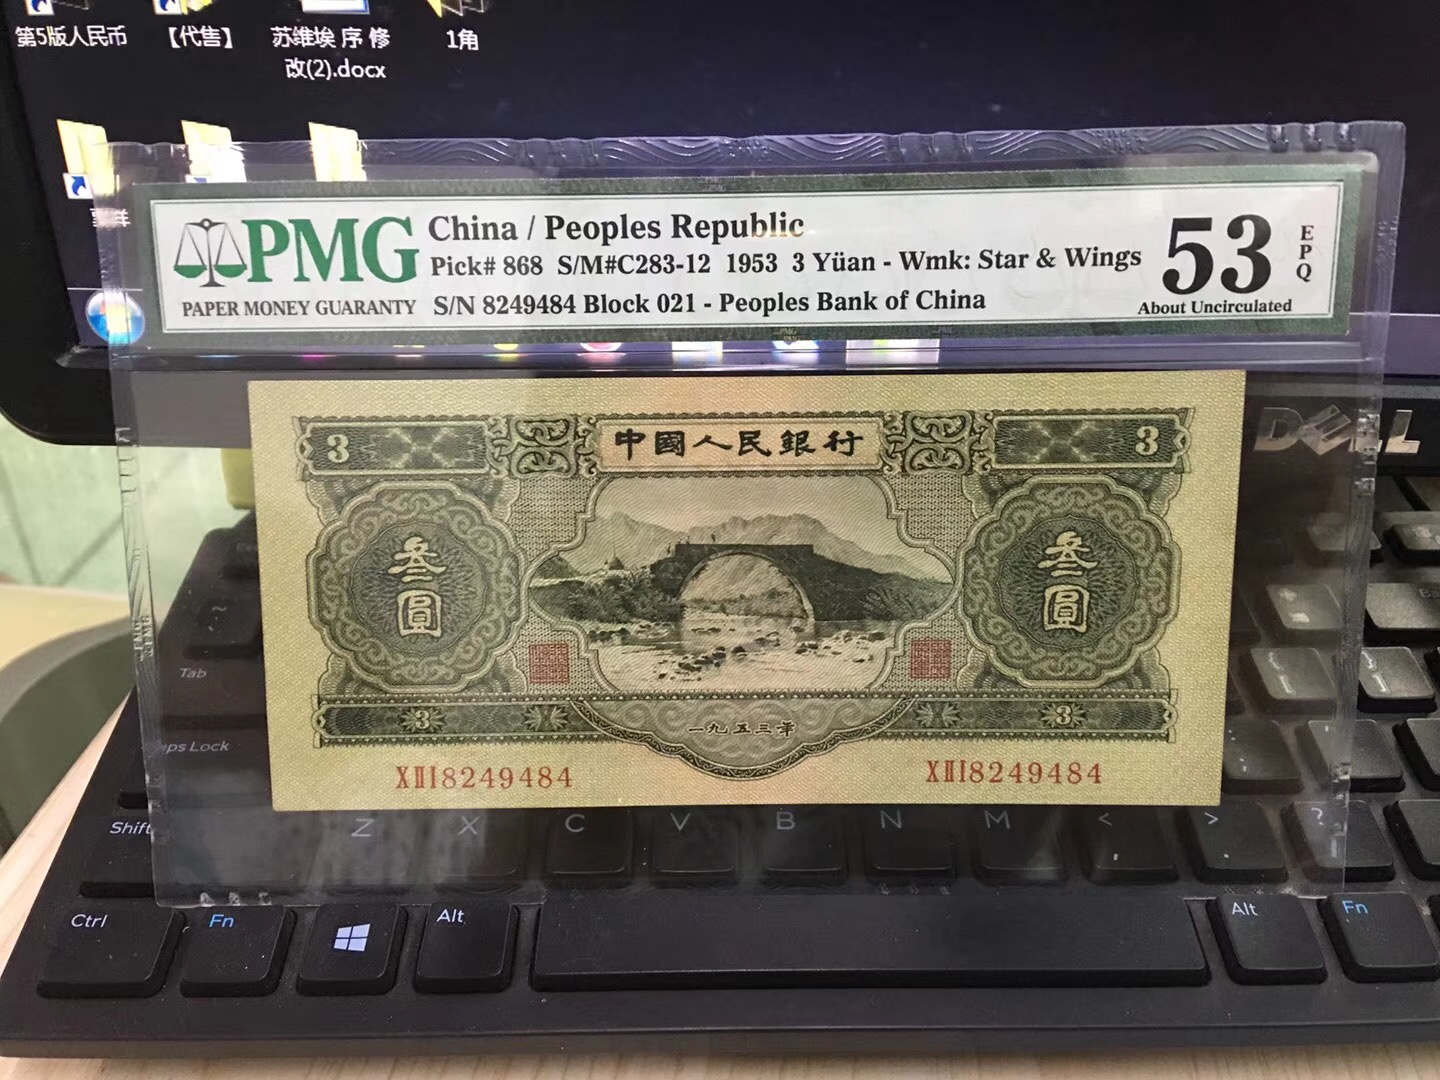 第5版人民币
【代售】
苏维埃 序 修
改(2).docx
1角
PMG
PAPER MONEY GUARANTY
China / Peoples Republic
Pick# 868 S/M#C283-12 1953 3 Yüan - Wmk: Star & Wings
S/N 8249484 Block 021 - Peoples Bank of China
53
EPQ
About Uncirculated
DELL
3
中國人民銀行
3
叁圓
叁圓
3
一九五三年
3
XⅢI8249484
XⅢI8249484
Tab
Caps Lock
Shift
Z
X
C
V
B
N
M
<
>
?
Ctrl
Fn
Alt
Alt
Fn